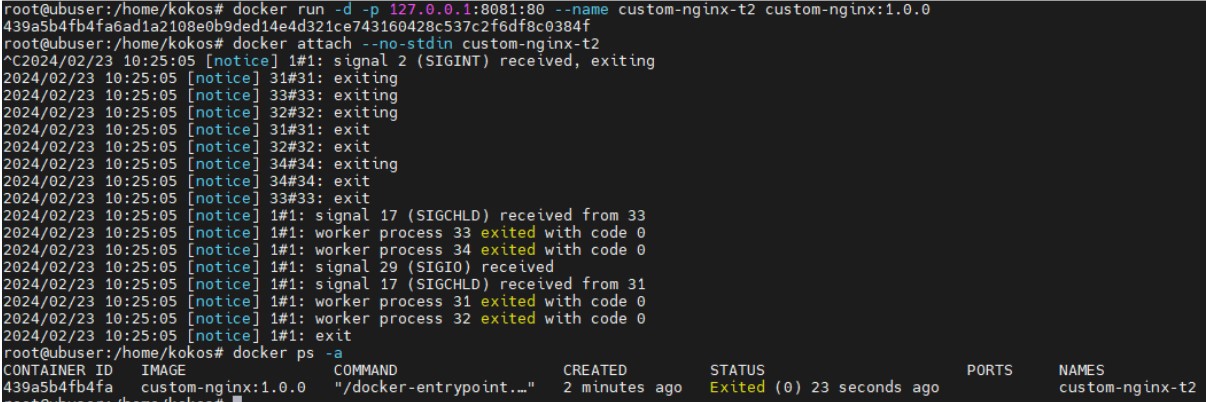 root@ubuser:/home/kokos# docker run -d -p 127.0.0.1:8081:80 --name custom-nginx-t2 custom-nginx:1.0.0
439a5b4fb4fa6ad1a2108e0b9ded14e4d321ce743160428c537c2f6df8c0384f
root@ubuser:/home/kokos# docker attach --no-stdin custom-nginx-t2
^C2024/02/23 10:25:05 [notice] 1#1: signal 2 (SIGINT) received, exiting
2024/02/23 10:25:05 [notice] 31#31: exiting
2024/02/23 10:25:05 [notice] 33#33: exiting
2024/02/23 10:25:05 [notice] 32#32: exiting
2024/02/23 10:25:05 [notice] 31#31: exit
2024/02/23 10:25:05 [notice] 32#32: exit
2024/02/23 10:25:05 [notice] 34#34: exiting
2024/02/23 10:25:05 [notice] 34#34: exit
2024/02/23 10:25:05 [notice] 33#33: exit
2024/02/23 10:25:05 [notice] 1#1: signal 17 (SIGCHLD) received from 33
2024/02/23 10:25:05 [notice] 1#1: worker process 33 exited with code 0
2024/02/23 10:25:05 [notice] 1#1: worker process 34 exited with code 0
2024/02/23 10:25:05 [notice] 1#1: signal 29 (SIGIO) received
2024/02/23 10:25:05 [notice] 1#1: signal 17 (SIGCHLD) received from 31
2024/02/23 10:25:05 [notice] 1#1: worker process 31 exited with code 0
2024/02/23 10:25:05 [notice] 1#1: worker process 32 exited with code 0
2024/02/23 10:25:05 [notice] 1#1: exit
root@ubuser:/home/kokos# docker ps -a
CONTAINER ID   IMAGE                COMMAND                  CREATED         STATUS                      PORTS     NAMES
439a5b4fb4fa   custom-nginx:1.0.0   "/docker-entrypoint.…"   2 minutes ago   Exited (0) 23 seconds ago             custom-nginx-t2